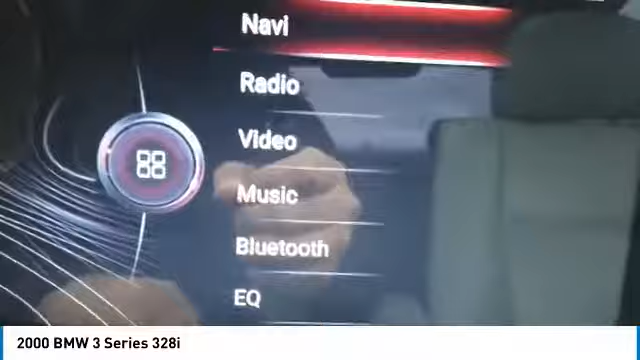 Navi
Radio
Video
Music
Bluetooth
EQ
2000 BMW 3 Series 328i